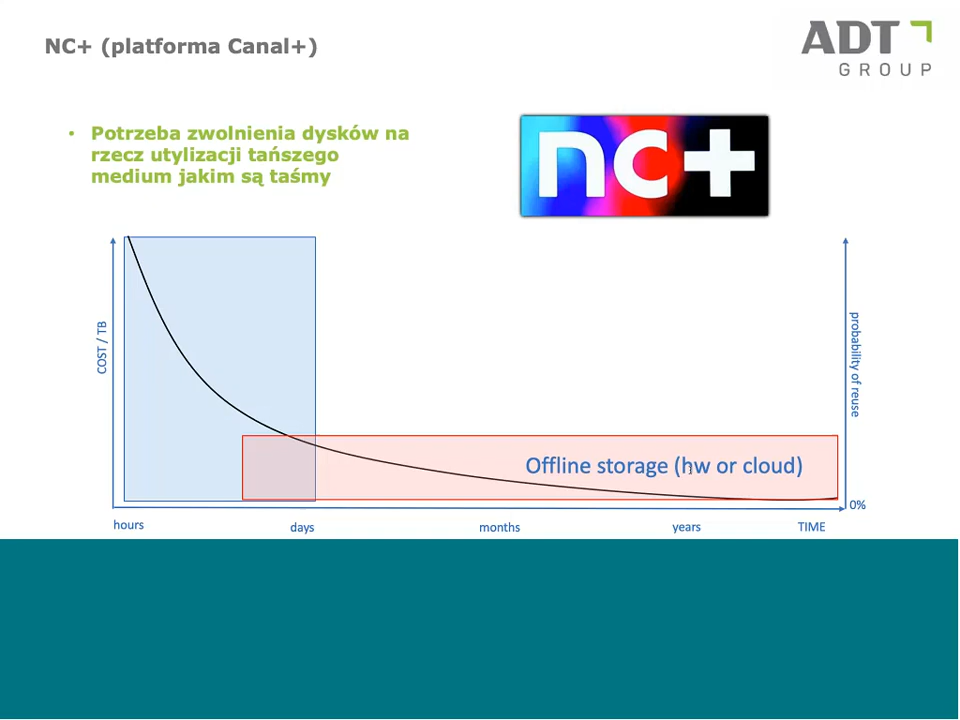 NC+ (platforma Canal+)
ADT
GROUP
• Potrzeba zwolnienia dysków na
rzecz utylizacji tańszego
medium jakim są taśmy
nc+
COST / TB
probability of reuse
Offline storage (hw or cloud)
0%
hours
days
months
years
TIME